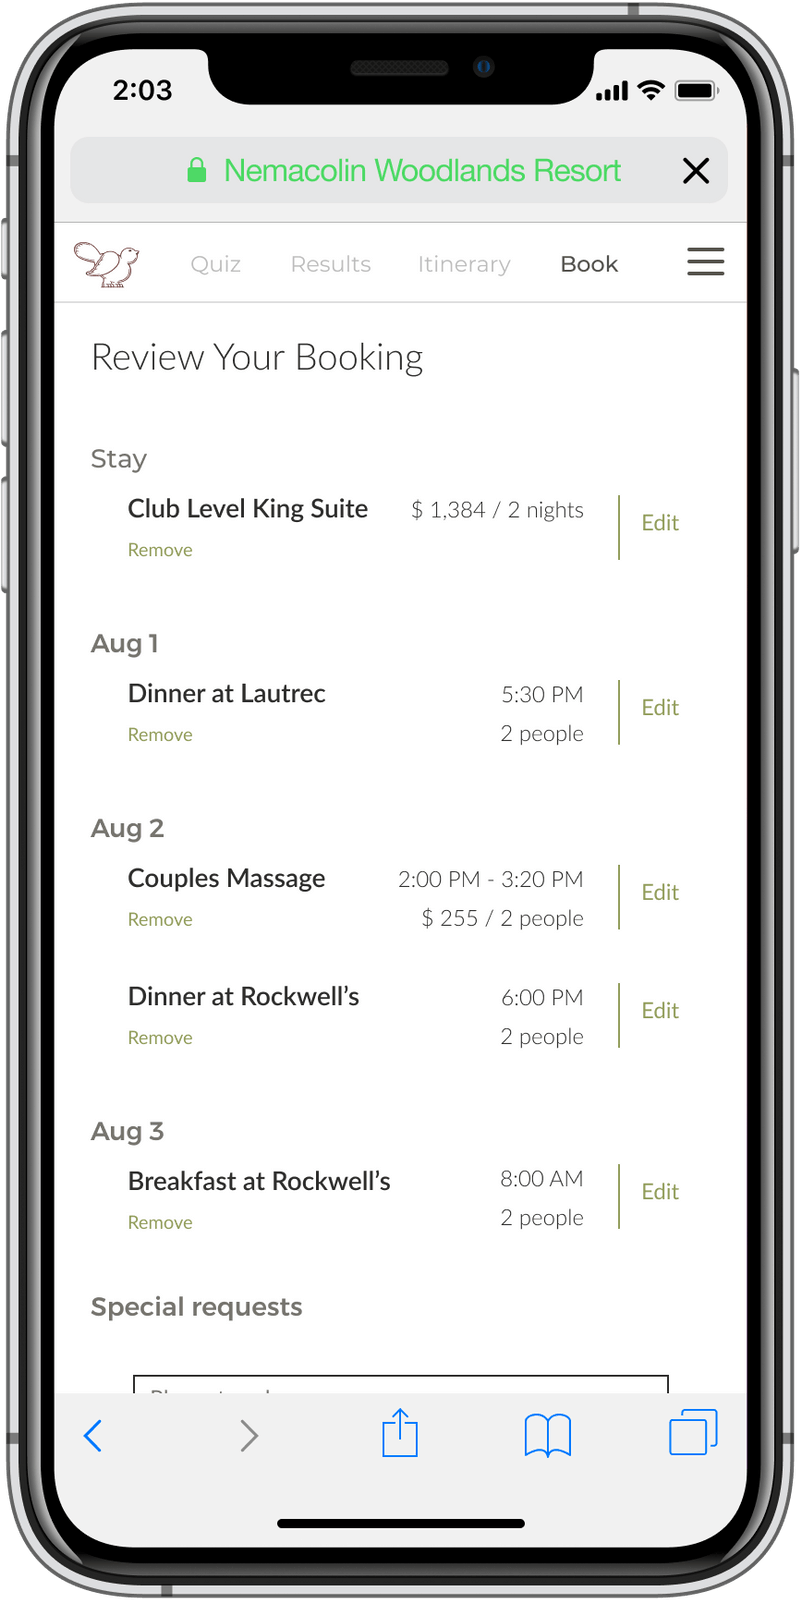 2:03
Nemacolin Woodlands Resort
Quiz Results Itinerary Book
Review Your Booking
Stay
Club Level King Suite $ 1,384 / 2 nights Edit
Remove
Aug 1
Dinner at Lautrec 5:30 PM Edit
Remove 2 people
Aug 2
Couples Massage 2:00 PM - 3:20 PM Edit
Remove $ 255 / 2 people
Dinner at Rockwell’s 6:00 PM Edit
Remove 2 people
Aug 3
Breakfast at Rockwell’s 8:00 AM Edit
Remove 2 people
Special requests